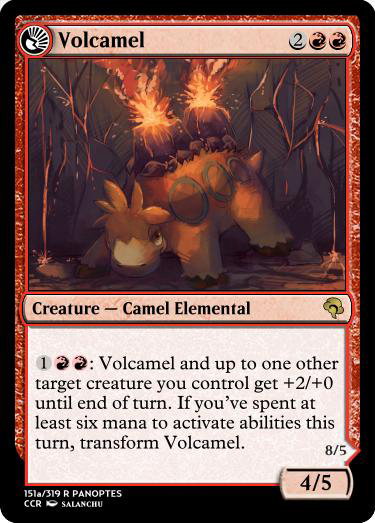 Volcamel 2
Creature — Camel Elemental
1: Volcamel and up to one other
target creature you control get +2/+0
until end of turn. If you've spent at
least six mana to activate abilities this
turn, transform Volcamel.
8/5
4/5
151a/319 R PANOPTES
CCR SALANCHU